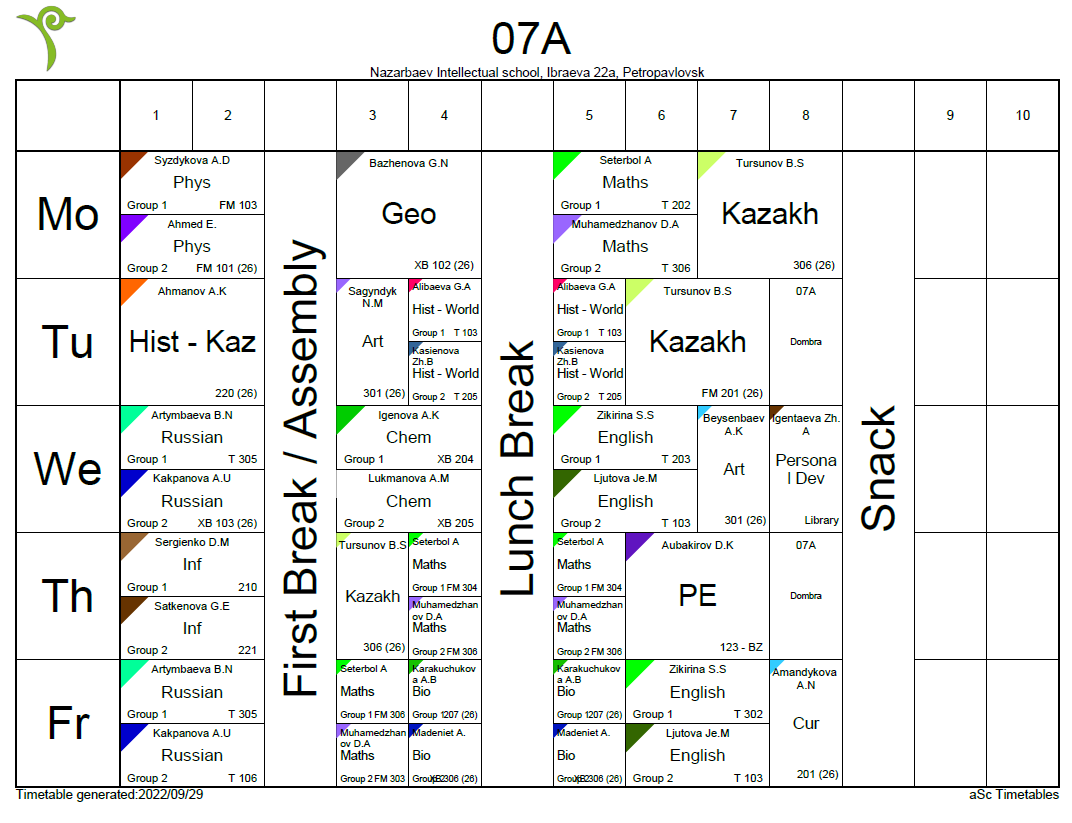 07A
Nazarbaev Intellectual school, Ibraeva 22a, Petropavlovsk
1 2 3 4 5 6 7 8 9 10
First Break / Assembly
Lunch Break
Snack
Mo
Syzdykova A.D
Phys
Group 1 FM 103
Ahmed E.
Phys
Group 2 FM 101 (26)
Bazhenova G.N
Geo
XB 102 (26)
Seterbol A
Maths
Group 1 T 202
Muhamedzhanov D.A
Maths
Group 2 T 306
Tursunov B.S
Kazakh
306 (26)
Tu
Ahmanov A.K
Hist - Kaz
220 (26)
Sagyndyk
N.M
Art
301 (26)
Alibaeva G.A
Hist - World
Group 1 T 103
Kasienova
Zh.B
Hist - World
Group 2 T 205
Alibaeva G.A
Hist - World
Group 1 T 103
Kasienova
Zh.B
Hist - World
Group 2 T 205
Tursunov B.S
Kazakh
FM 201 (26)
07A
Dombra
We
Artymbaeva B.N
Russian
Group 1 T 305
Kakpanova A.U
Russian
Group 2 XB 103 (26)
Igenova A.K
Chem
Group 1 XB 204
Lukmanova A.M
Chem
Group 2 XB 205
Zikirina S.S
English
Group 1 T 203
Ljutova Je.M
English
Group 2 T 103
Beysenbaev
A.K
Art
301 (26)
Igentaeva Zh.
A
Persona
l Dev
Library
Th
Sergienko D.M
Inf
Group 1 210
Satkenova G.E
Inf
Group 2 221
Tursunov B.S
Kazakh
306 (26)
Seterbol A
Maths
Group 1 FM 304
Muhamedzhan
ov D.A
Maths
Group 2 FM 306
Seterbol A
Maths
Group 1 FM 304
Muhamedzhan
ov D.A
Maths
Group 2 FM 306
Aubakirov D.K
PE
123 - BZ
07A
Dombra
Fr
Artymbaeva B.N
Russian
Group 1 T 305
Kakpanova A.U
Russian
Group 2 T 106
Seterbol A
Maths
Group 1 FM 306
Muhamedzhan
ov D.A
Maths
Group 2 FM 303
Karakuchukov
a A.B
Bio
Group 1207 (26)
Madeniet A.
Bio
Group 2 XB 306 (26)
Karakuchukov
a A.B
Bio
Group 1207 (26)
Madeniet A.
Bio
Group 2 XB 306 (26)
Zikirina S.S
English
Group 1 T 302
Ljutova Je.M
English
Group 2 T 103
Amandykova
A.N
Cur
201 (26)
Timetable generated:2022/09/29
aSc Timetables